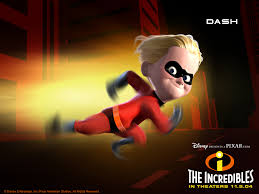 DASH
DISNEY PRESENTS A PIXAR FILM
i
THE INCREDIBLES
IN THEATERS 11.5.04